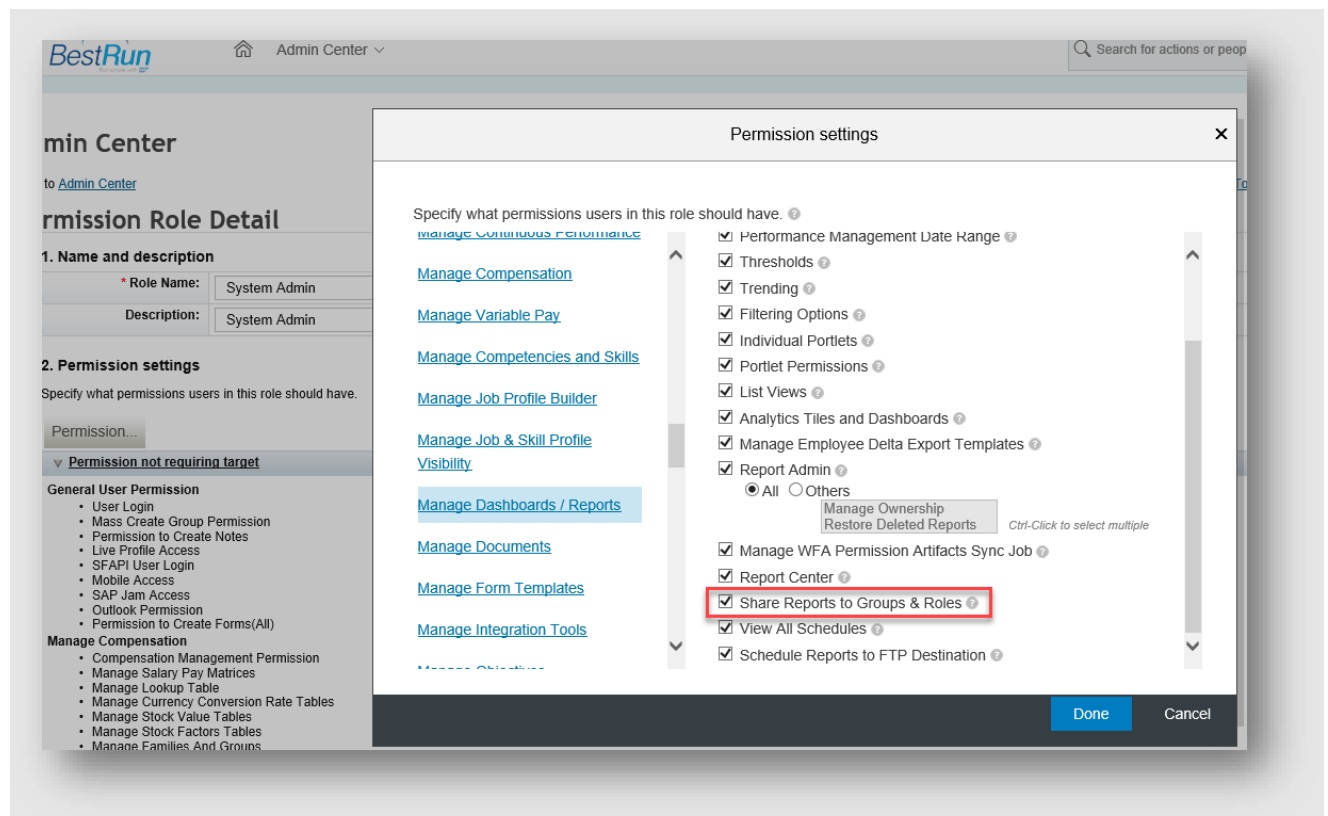 BestRun
Admin Center
Search for actions or peop
min Center
to Admin Center
To
rmission Role Detail
1. Name and description
* Role Name:
System Admin
Description:
System Admin
2. Permission settings
Specify what permissions users in this role should have.
Permission...
Permission not requiring target
General User Permission
• User Login
• Mass Create Group Permission
• Permission to Create Notes
• Live Profile Access
• SFAPI User Login
• Mobile Access
• SAP Jam Access
• Outlook Permission
• Permission to Create Forms(All)
Manage Compensation
• Compensation Management Permission
• Manage Salary Pay Matrices
• Manage Lookup Table
• Manage Currency Conversion Rate Tables
• Manage Stock Value Tables
• Manage Stock Factors Tables
• Manage Families And Groups
Permission settings
×
Specify what permissions users in this role should have.
Manage Continuous Performance
Manage Compensation
Manage Variable Pay
Manage Competencies and Skills
Manage Job Profile Builder
Manage Job & Skill Profile
Visibility
Manage Dashboards / Reports
Manage Documents
Manage Form Templates
Manage Integration Tools
Manage Objectives
Performance Management Date Range
Thresholds
Trending
Filtering Options
Individual Portlets
Portlet Permissions
List Views
Analytics Tiles and Dashboards
Manage Employee Delta Export Templates
Report Admin
All Others
Manage Ownership
Restore Deleted Reports
Ctrl-Click to select multiple
Manage WFA Permission Artifacts Sync Job
Report Center
Share Reports to Groups & Roles
View All Schedules
Schedule Reports to FTP Destination
Done
Cancel